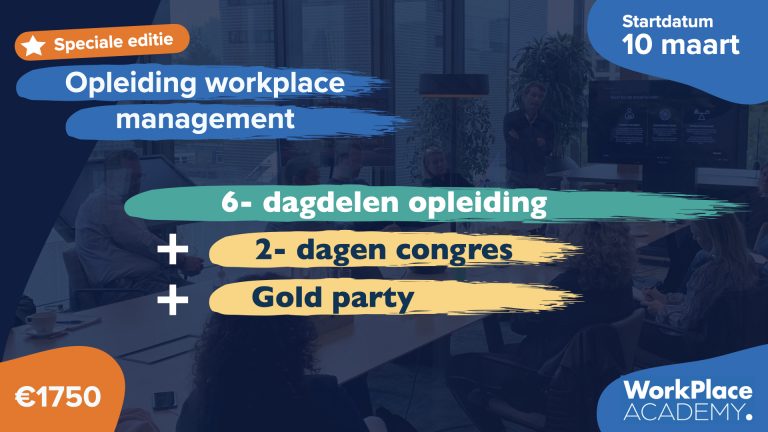 Speciale editie
Opleiding workplace
management
Startdatum
10 maart
6- dagdelen opleiding
+ 2- dagen congres
+ Gold party
€1750
WorkPlace
ACADEMY.